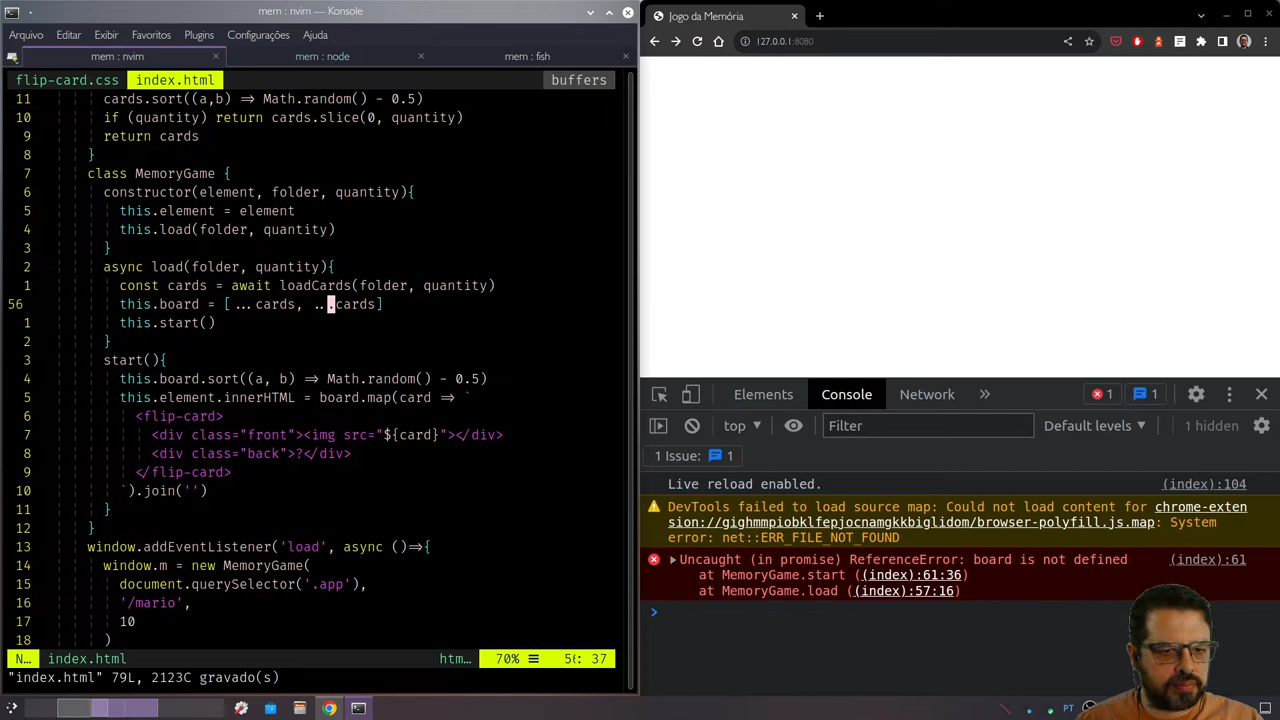 mem : nvim — Konsole
Arquivo Editar Exibir Favoritos Plugins Configurações Ajuda
mem : nvim mem : node mem : fish
flip-card.css index.html buffers
11 cards.sort((a,b) => Math.random() - 0.5)
10 if (quantity) return cards.slice(0, quantity)
9 return cards
8 }
7 class MemoryGame {
6 constructor(element, folder, quantity){
5 this.element = element
4 this.load(folder, quantity)
3 }
2 async load(folder, quantity){
1 const cards = await loadCards(folder, quantity)
56 this.board = [...cards, ...cards]
1 this.start()
2 }
3 start(){
4 this.board.sort((a, b) => Math.random() - 0.5)
5 this.element.innerHTML = board.map(card => `
6 <flip-card>
7 <div class="front"><img src="${card}"></div>
8 <div class="back">?</div>
9 </flip-card>
10 `).join('')
11 }
12 }
13 window.addEventListener('load', async ()=>{
14 window.m = new MemoryGame(
15 document.querySelector('.app'),
16 '/mario',
17 10
18 )
N… index.html htm… 70% 56: 37
"index.html" 79L, 2123C gravado(s)
Jogo da Memória
127.0.0.1:8080
Elements Console Network 1 1
top Filter Default levels 1 hidden
1 Issue: 1
Live reload enabled. (index):104
DevTools failed to load source map: Could not load content for chrome-exten
sion://gighmmpiobklfepjocnamgkkbiglidom/browser-polyfill.js.map: System
error: net::ERR_FILE_NOT_FOUND
Uncaught (in promise) ReferenceError: board is not defined (index):61
at MemoryGame.start ((index):61:36)
at MemoryGame.load ((index):57:16)
PT